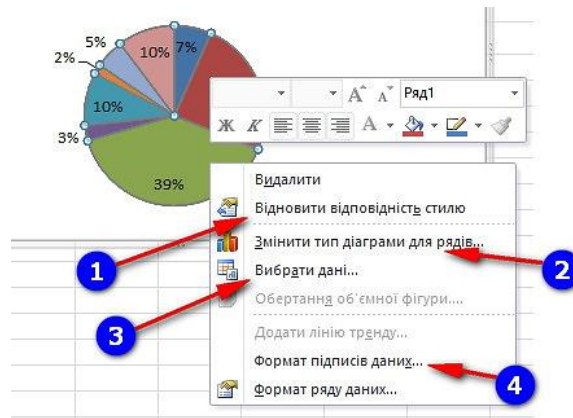 5%
10%
7%
2%
10%
3%
39%
Ряд1
Ж К A
Видалити
Відновити відповідність стилю
Змінити тип діаграми для рядів...
Вибрати дані...
Обертання об'ємної фігури....
Додати лінію тренду...
Формат підписів даних...
Формат ряду даних...
1
2
3
4